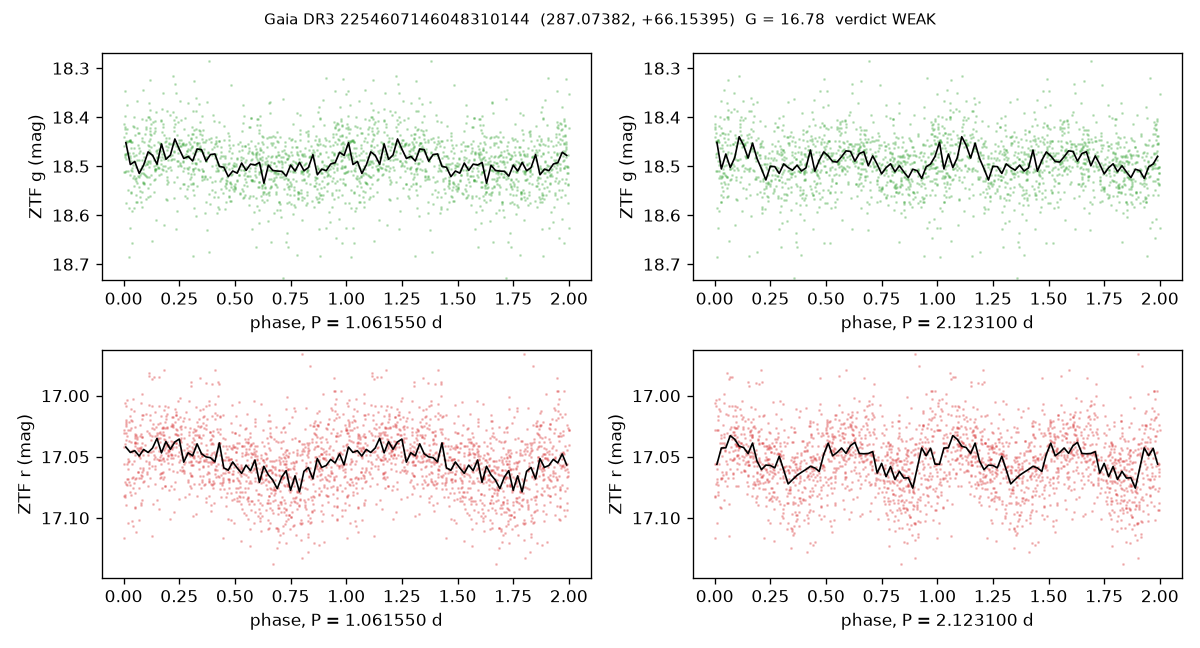 Gaia DR3 2254607146048310144 (287.07382, +66.15395) G = 16.78 verdict WEAK
ZTF g (mag)
18.3
18.4
18.5
18.6
18.7
0.00 0.25 0.50 0.75 1.00 1.25 1.50 1.75 2.00
phase, P = 1.061550 d
ZTF g (mag)
18.3
18.4
18.5
18.6
18.7
0.00 0.25 0.50 0.75 1.00 1.25 1.50 1.75 2.00
phase, P = 2.123100 d
ZTF r (mag)
17.00
17.05
17.10
0.00 0.25 0.50 0.75 1.00 1.25 1.50 1.75 2.00
phase, P = 1.061550 d
ZTF r (mag)
17.00
17.05
17.10
0.00 0.25 0.50 0.75 1.00 1.25 1.50 1.75 2.00
phase, P = 2.123100 d